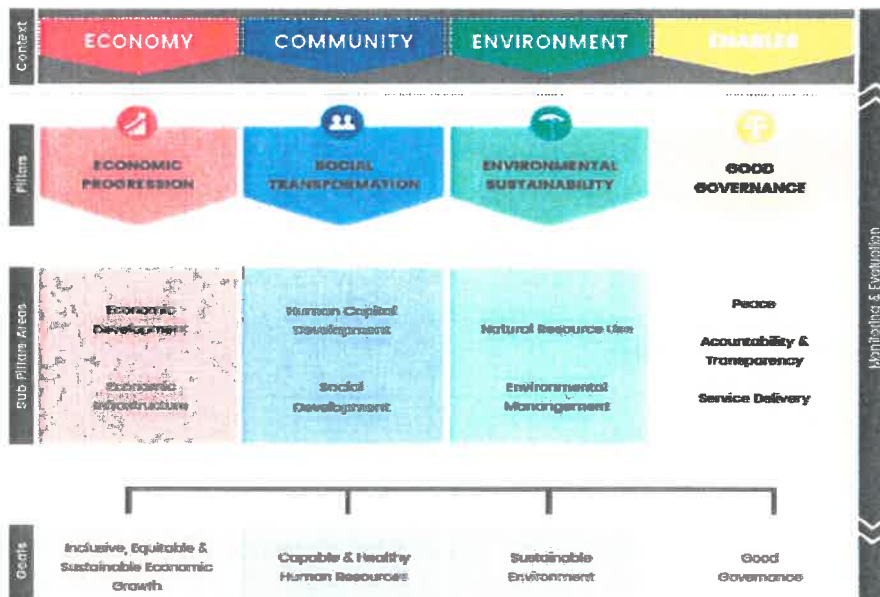 Context
ECONOMY
COMMUNITY
ENVIRONMENT
ENABLER
Pillars
ECONOMIC
PROGRESSION
SOCIAL
TRANSFORMATION
ENVIRONMENTAL
SUSTAINABILITY
GOOD
GOVERNANCE
Sub Pillars Areas
Economic
Development
Economic
Infrastructure
Human Capital
Development
Social
Development
Natural Resource Use
Environmental
Manangement
Peace
Accountability &
Transparency
Service Delivery
Monitoring & Evaluation
Goals
Inclusive, Equitable &
Sustainable Economic
Growth
Capable & Healthy
Human Resources
Sustainable
Environment
Good
Governance